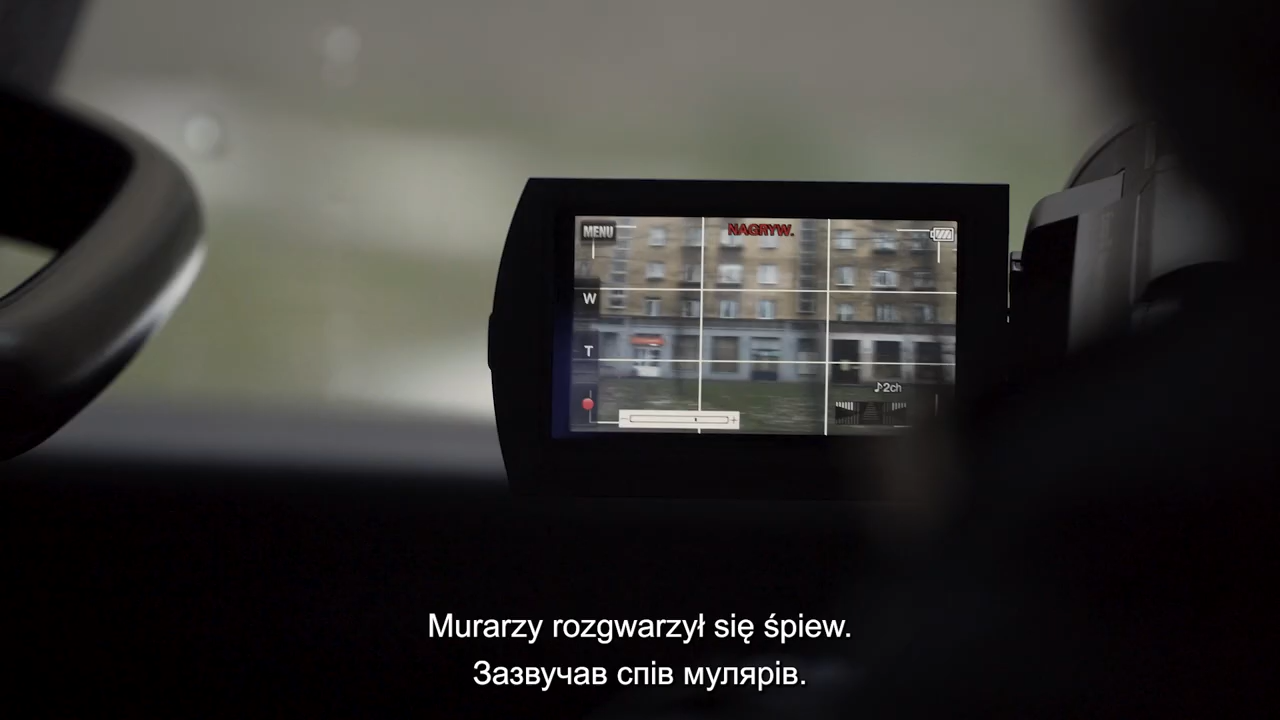 MENU
NAGRYW.
W
T
♪2ch
Murarzy rozgwarzył się śpiew.
Зазвучав спів мулярів.